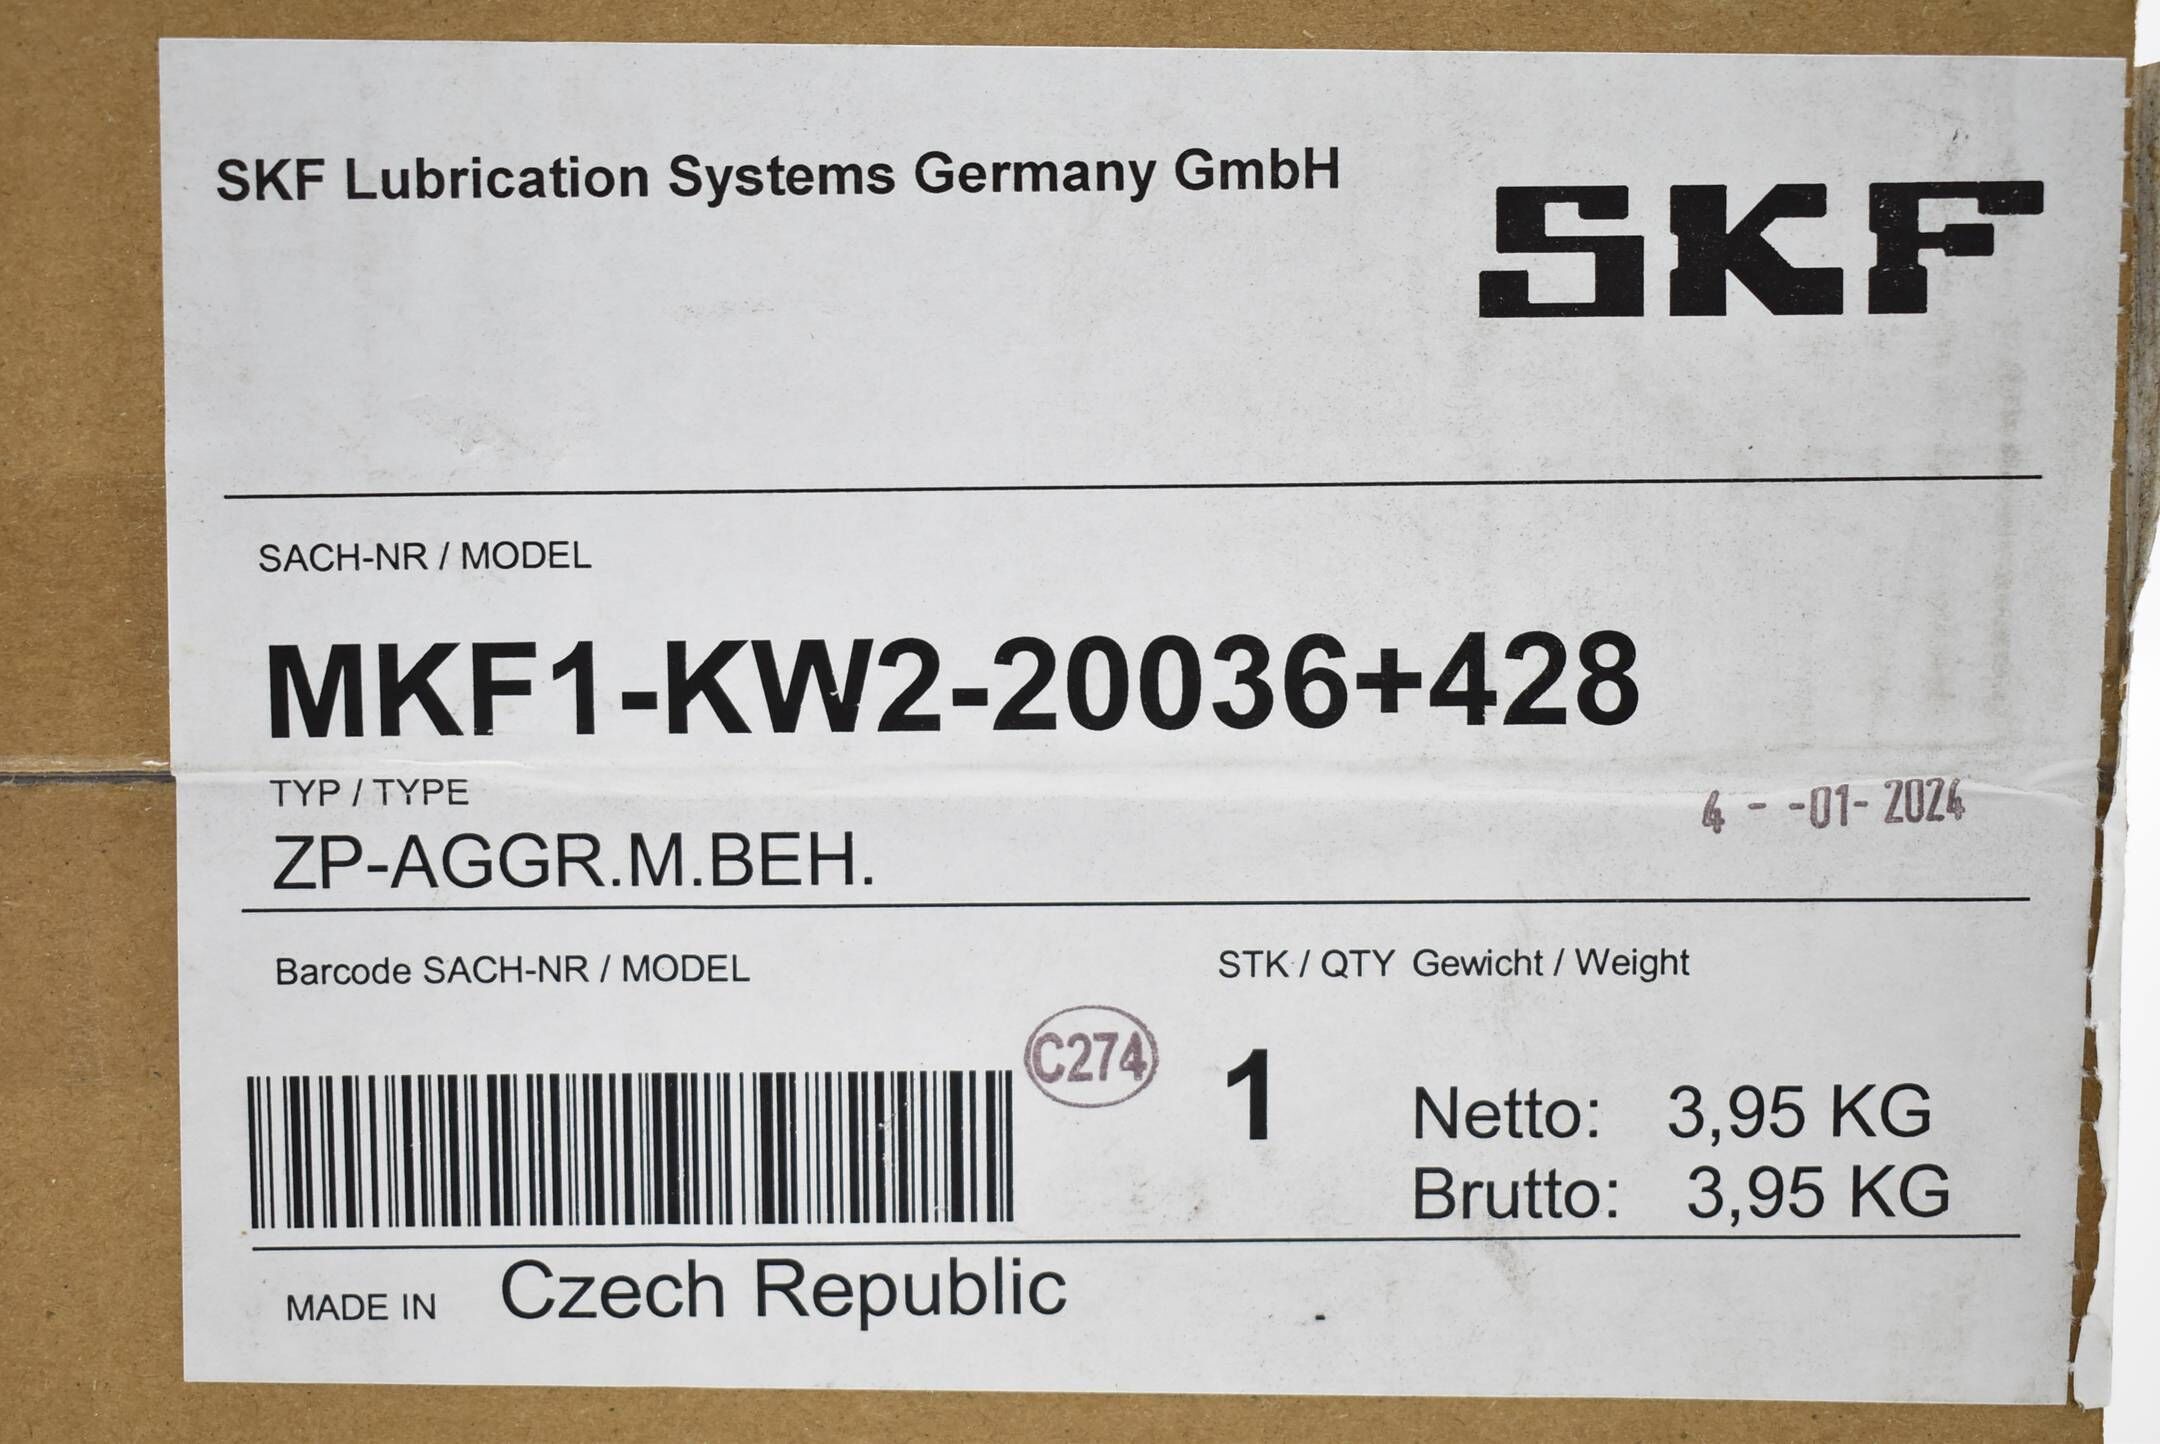 SKF Lubrication Systems Germany GmbH
SKF
SACH-NR / MODEL
MKF1-KW2-20036+428
TYP / TYPE
4 - -01- 2024
ZP-AGGR.M.BEH.
Barcode SACH-NR / MODEL
STK / QTY Gewicht / Weight
C274
1
Netto: 3,95 KG
Brutto: 3,95 KG
MADE IN Czech Republic